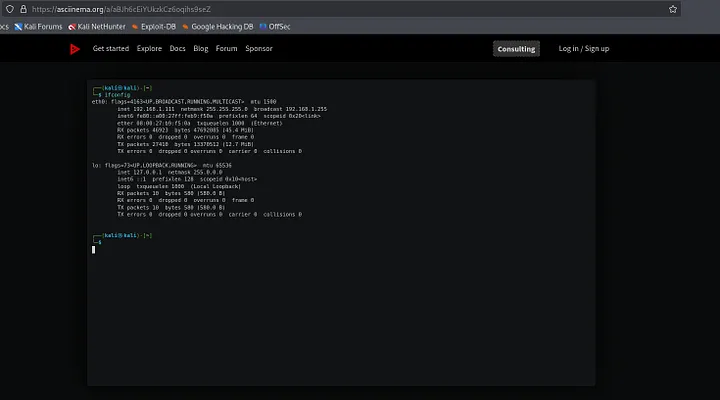 ocs Kali Forums Kali NetHunter Exploit-DB Google Hacking DB OffSec
Get started Explore Docs Blog Forum Sponsor Consulting Log in / Sign up
┌──(kali㉿kali)-[~]
└─$ ifconfig
eth0: flags=4163<UP,BROADCAST,RUNNING,MULTICAST> mtu 1500
inet 192.168.1.111 netmask 255.255.255.0 broadcast 192.168.1.255
inet6 fe80::a00:27ff:feb9:f50a prefixlen 64 scopeid 0x20<link>
ether 08:00:27:b9:f5:0a txqueuelen 1000 (Ethernet)
RX packets 46923 bytes 47692085 (45.4 MiB)
RX errors 0 dropped 0 overruns 0 frame 0
TX packets 27410 bytes 13370512 (12.7 MiB)
TX errors 0 dropped 0 overruns 0 carrier 0 collisions 0
lo: flags=73<UP,LOOPBACK,RUNNING> mtu 65536
inet 127.0.0.1 netmask 255.0.0.0
inet6 ::1 prefixlen 128 scopeid 0x10<host>
loop txqueuelen 1000 (Local Loopback)
RX packets 10 bytes 580 (580.0 B)
RX errors 0 dropped 0 overruns 0 frame 0
TX packets 10 bytes 580 (580.0 B)
TX errors 0 dropped 0 overruns 0 carrier 0 collisions 0
┌──(kali㉿kali)-[~]
└─$